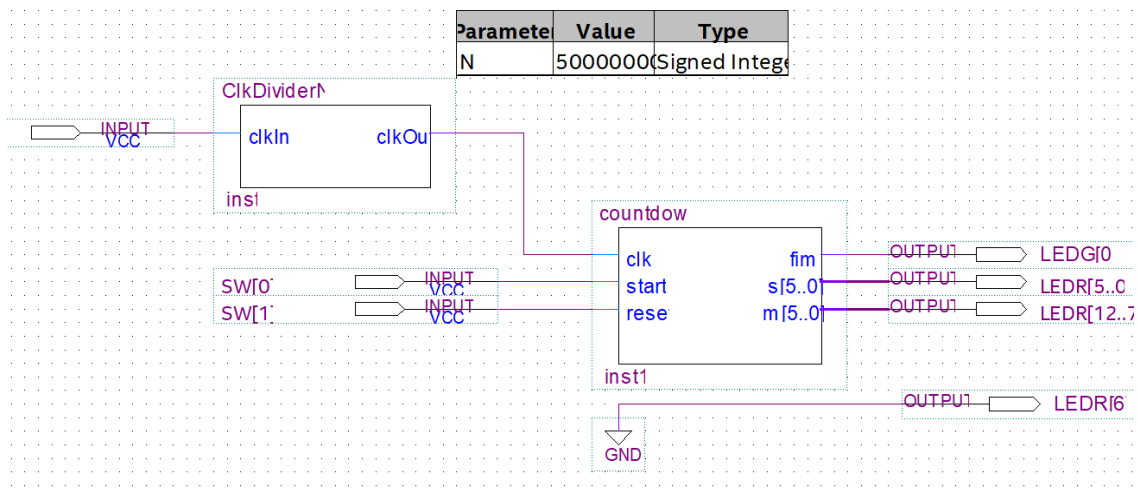 Parameter Value Type
N 50000000 Signed Intege
ClkDividerN
INPUT
VCC
clkIn clkOu
inst
countdow
clk fim OUTPUT LEDG[0
SW[0] INPUT
VCC start s[5..0] OUTPUT LEDR[5..0
SW[1] INPUT
VCC rese m[5..0] OUTPUT LEDR[12..7
inst1
OUTPUT LEDR[6
GND